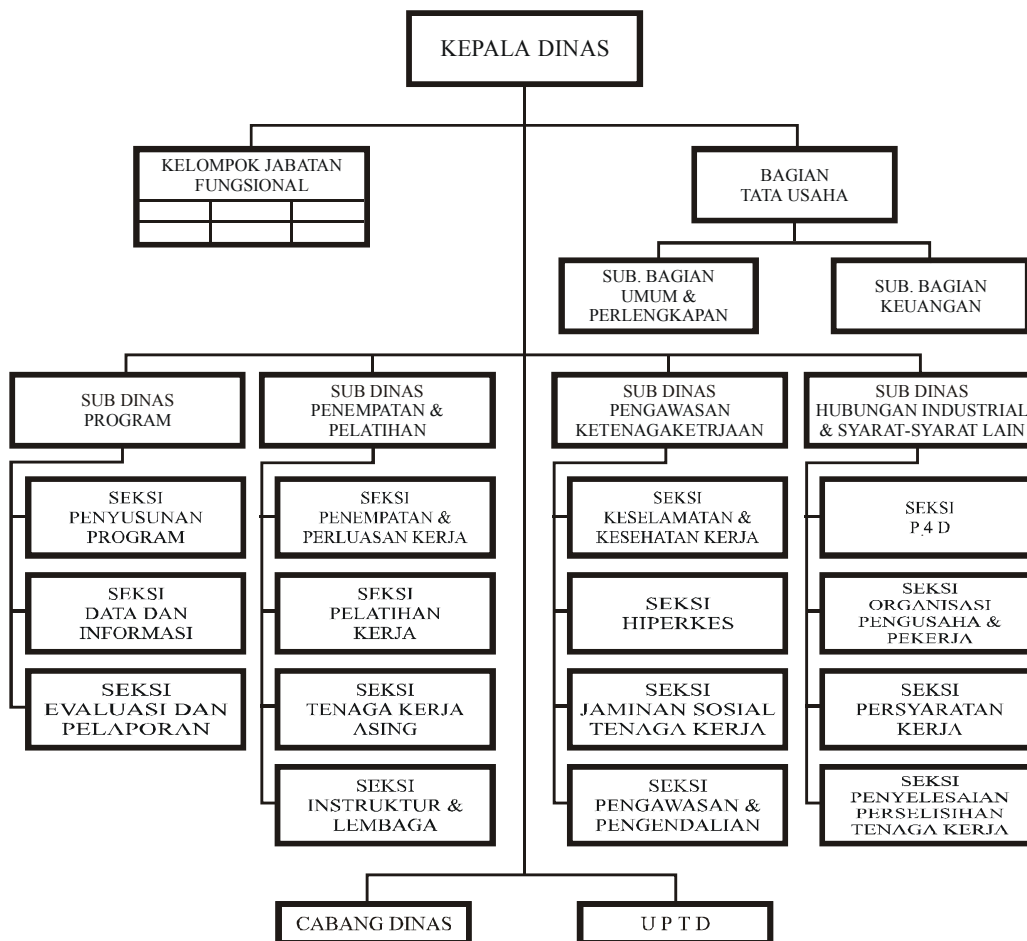 KEPALA DINAS
KELOMPOK JABATAN
FUNGSIONAL
BAGIAN
TATA USAHA
SUB. BAGIAN
UMUM &
PERLENGKAPAN
SUB. BAGIAN
KEUANGAN
SUB DINAS
PROGRAM
SUB DINAS
PENEMPATAN &
PELATIHAN
SUB DINAS
PENGAWASAN
KETENAGAKETRJAAN
SUB DINAS
HUBUNGAN INDUSTRIAL
& SYARAT-SYARAT LAIN
SEKSI
PENYUSUNAN
PROGRAM
SEKSI
DATA DAN
INFORMASI
SEKSI
EVALUASI DAN
PELAPORAN
SEKSI
PENEMPATAN &
PERLUASAN KERJA
SEKSI
PELATIHAN
KERJA
SEKSI
TENAGA KERJA
ASING
SEKSI
INSTRUKTUR &
LEMBAGA
SEKSI
KESELAMATAN &
KESEHATAN KERJA
SEKSI
HIPERKES
SEKSI
JAMINAN SOSIAL
TENAGA KERJA
SEKSI
PENGAWASAN &
PENGENDALIAN
SEKSI
P.4 D
SEKSI
ORGANISASI
PENGUSAHA &
PEKERJA
SEKSI
PERSYARATAN
KERJA
SEKSI
PENYELESAIAN
PERSELISIHAN
TENAGA KERJA
CABANG DINAS
U P T D